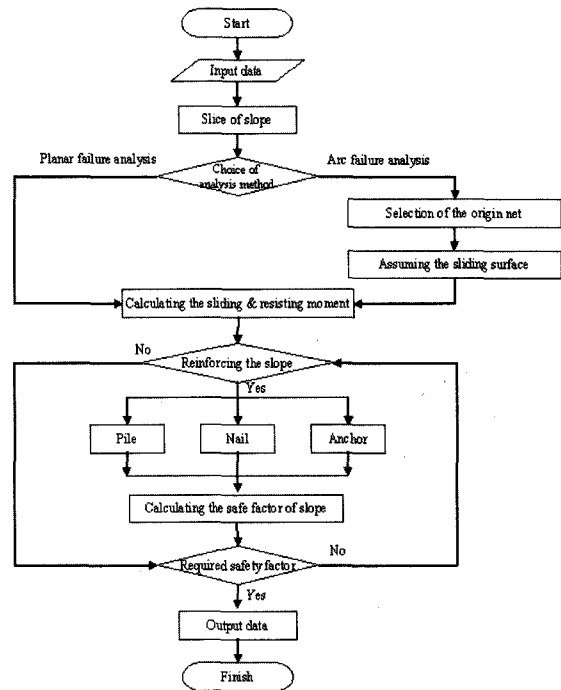 Start
Input data
Slice of slope
Planar failure analysis
Arc failure analysis
Choice of
analysis method
Selection of the origin net
Assuming the sliding surface
Calculating the sliding & resisting moment
No
Reinforcing the slope
Yes
Pile
Nail
Anchor
Calculating the safe factor of slope
No
Required safety factor
Yes
Output data
Finish